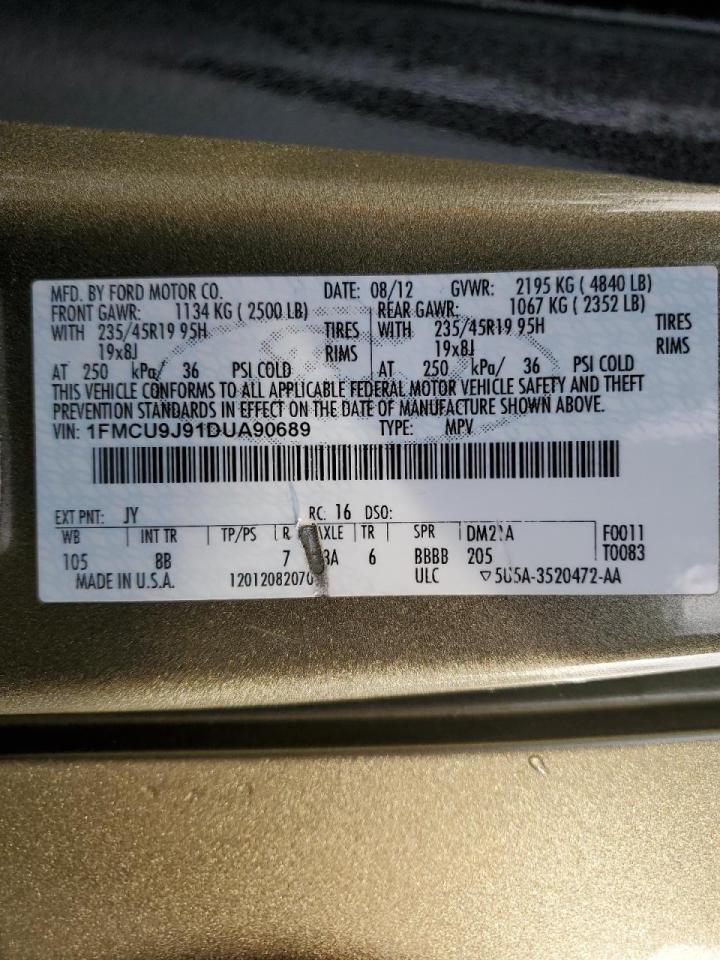 MFD. BY FORD MOTOR CO. DATE: 08/12 GVWR: 2195 KG ( 4840 LB)
FRONT GAWR: 1134 KG ( 2500 LB) REAR GAWR: 1067 KG ( 2352 LB)
WITH 235/45R19 95H TIRES WITH 235/45R19 95H TIRES
19x8J RIMS 19x8J RIMS
AT 250 kPa/ 36 PSI COLD AT 250 kPa/ 36 PSI COLD
THIS VEHICLE CONFORMS TO ALL APPLICABLE FEDERAL MOTOR VEHICLE SAFETY AND THEFT
PREVENTION STANDARDS IN EFFECT ON THE DATE OF MANUFACTURE SHOWN ABOVE.
VIN: 1FMCU9J91DUA90689 TYPE: MPV
EXT PNT: JY RC: 16 DSO:
WB INT TR TP/PS R AXLE TR SPR DM21A F0011
105 8B 7 6 BBBB 205 T0083
MADE IN U.S.A. 1201208207 ULC ▽5U5A-3520472-AA